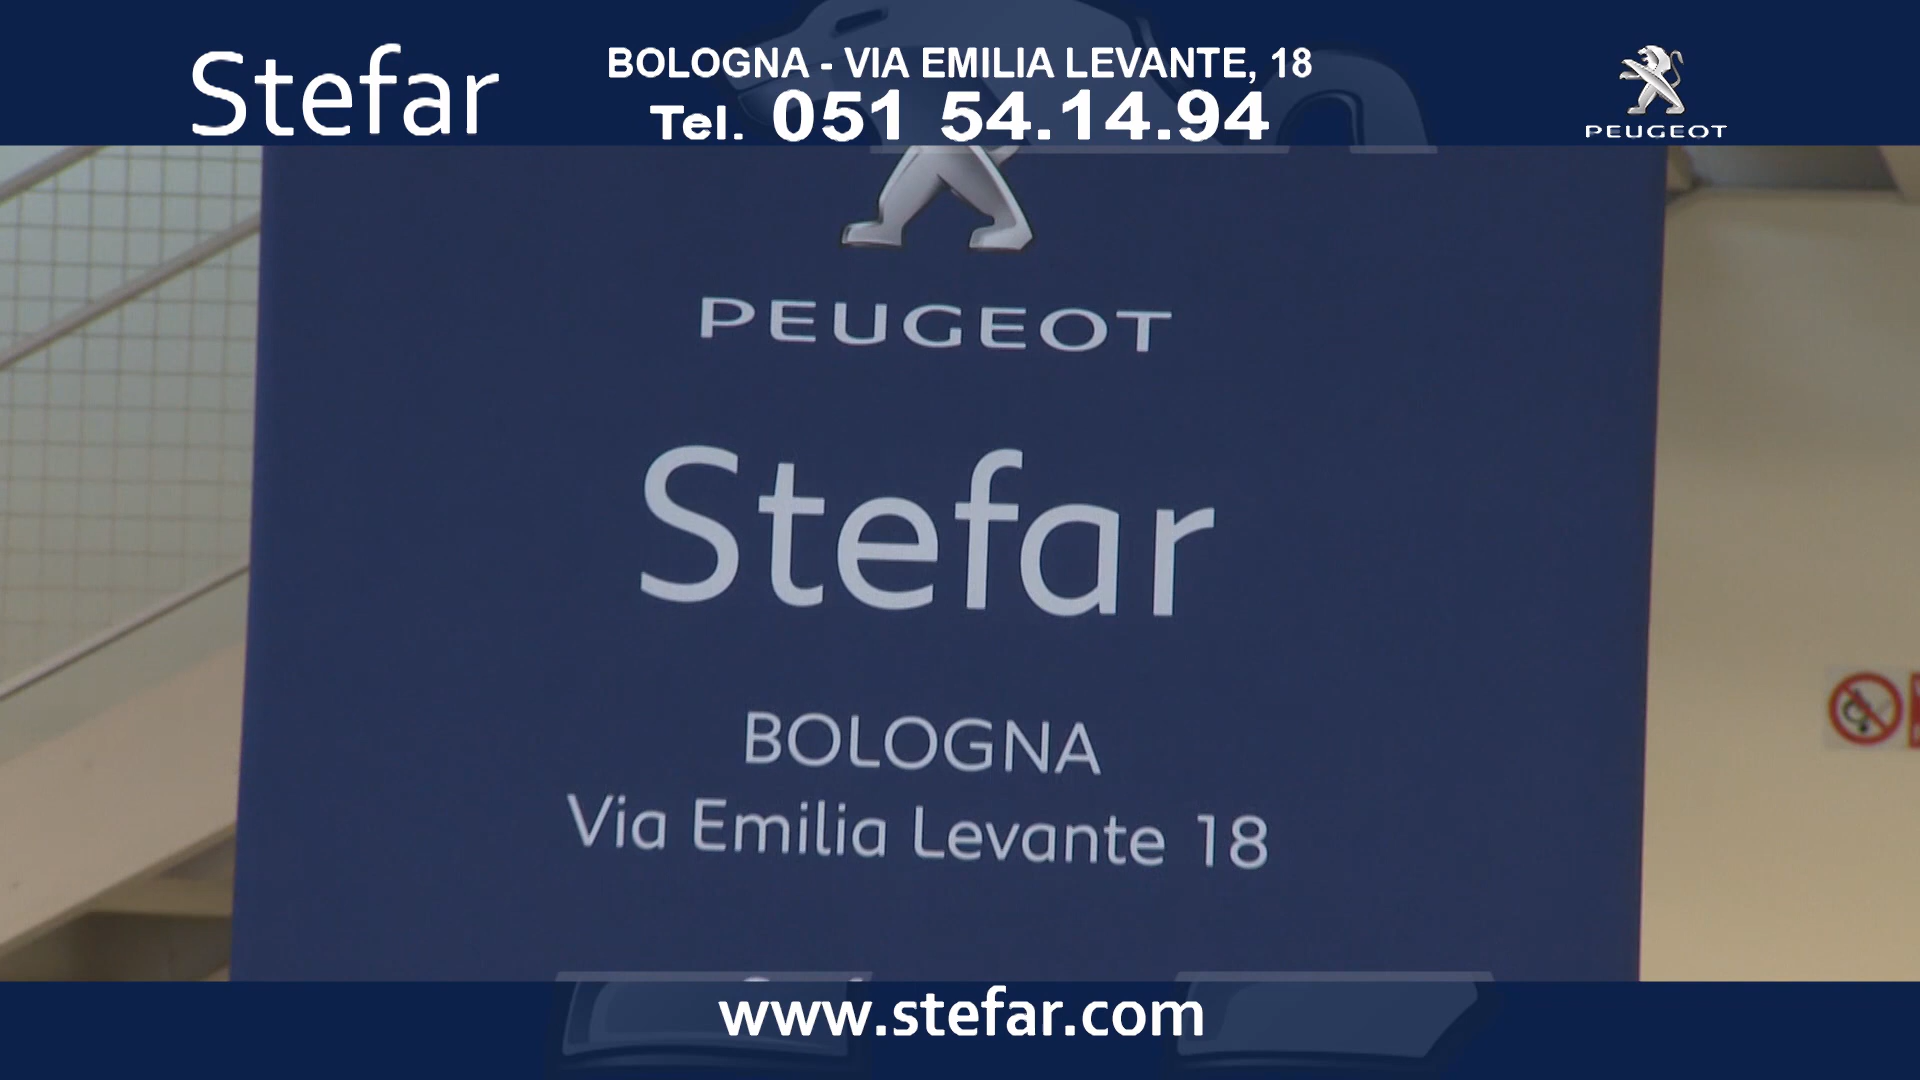 Stefar
BOLOGNA - VIA EMILIA LEVANTE, 18
Tel. 051 54.14.94
PEUGEOT
PEUGEOT
Stefar
BOLOGNA
Via Emilia Levante 18
www.stefar.com